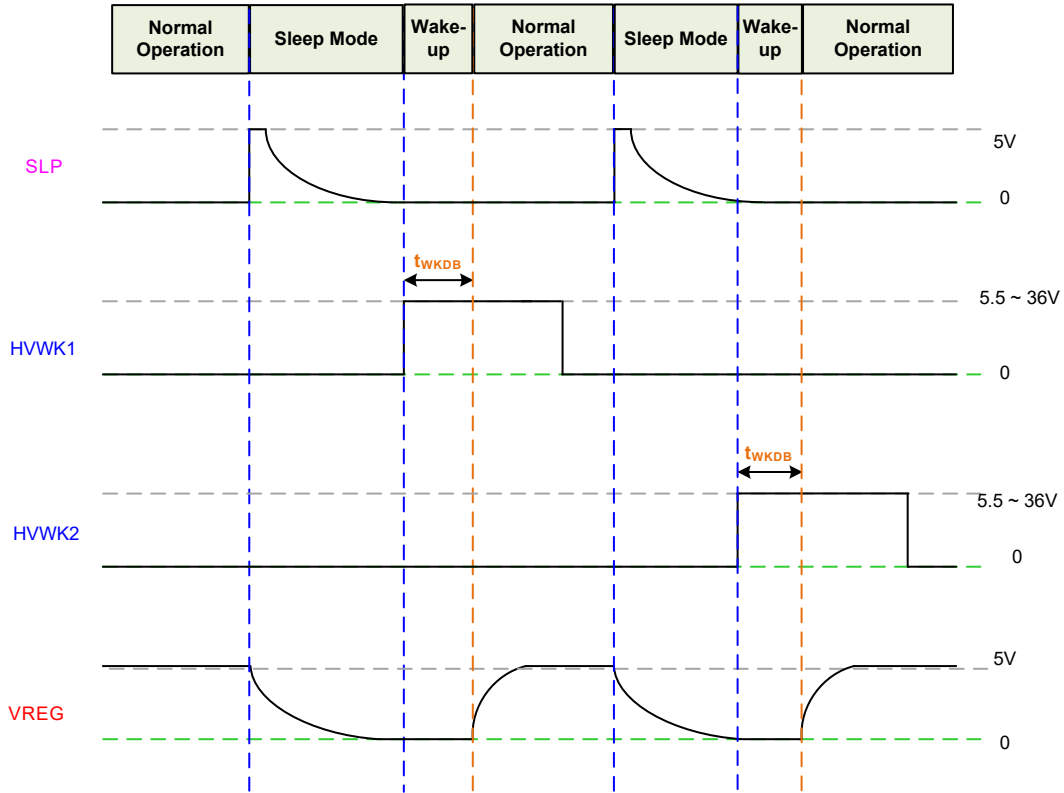 Normal Operation
Sleep Mode
Wake-up
Normal Operation
Sleep Mode
Wake-up
Normal Operation
SLP
5V
0
tWKDB
HVWK1
5.5 ~ 36V
0
tWKDB
HVWK2
5.5 ~ 36V
0
VREG
5V
0